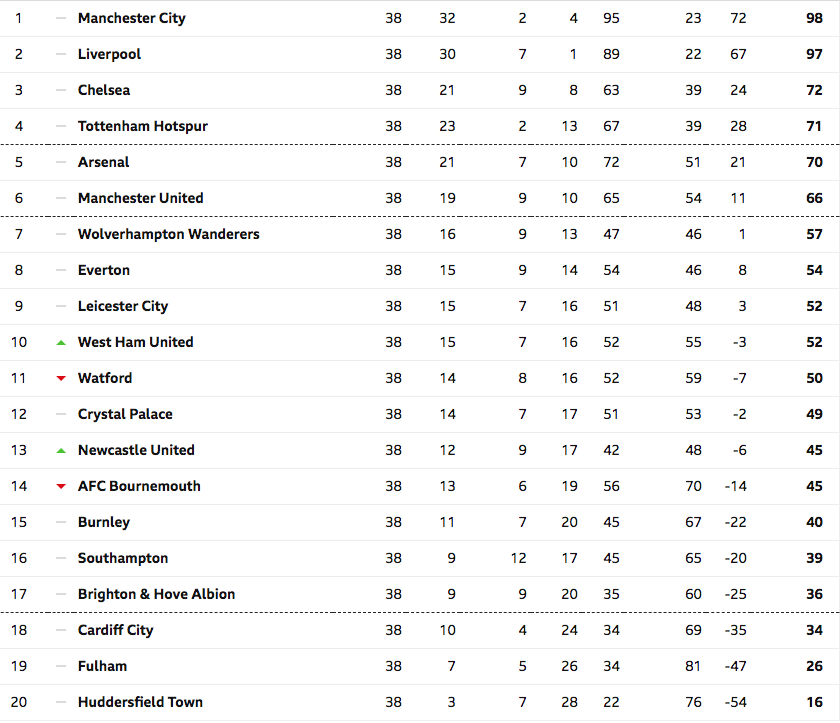 1 Manchester City 38 32 2 4 95 23 72 98
2 Liverpool 38 30 7 1 89 22 67 97
3 Chelsea 38 21 9 8 63 39 24 72
4 Tottenham Hotspur 38 23 2 13 67 39 28 71
5 Arsenal 38 21 7 10 72 51 21 70
6 Manchester United 38 19 9 10 65 54 11 66
7 Wolverhampton Wanderers 38 16 9 13 47 46 1 57
8 Everton 38 15 9 14 54 46 8 54
9 Leicester City 38 15 7 16 51 48 3 52
10 West Ham United 38 15 7 16 52 55 -3 52
11 Watford 38 14 8 16 52 59 -7 50
12 Crystal Palace 38 14 7 17 51 53 -2 49
13 Newcastle United 38 12 9 17 42 48 -6 45
14 AFC Bournemouth 38 13 6 19 56 70 -14 45
15 Burnley 38 11 7 20 45 67 -22 40
16 Southampton 38 9 12 17 45 65 -20 39
17 Brighton & Hove Albion 38 9 9 20 35 60 -25 36
18 Cardiff City 38 10 4 24 34 69 -35 34
19 Fulham 38 7 5 26 34 81 -47 26
20 Huddersfield Town 38 3 7 28 22 76 -54 16